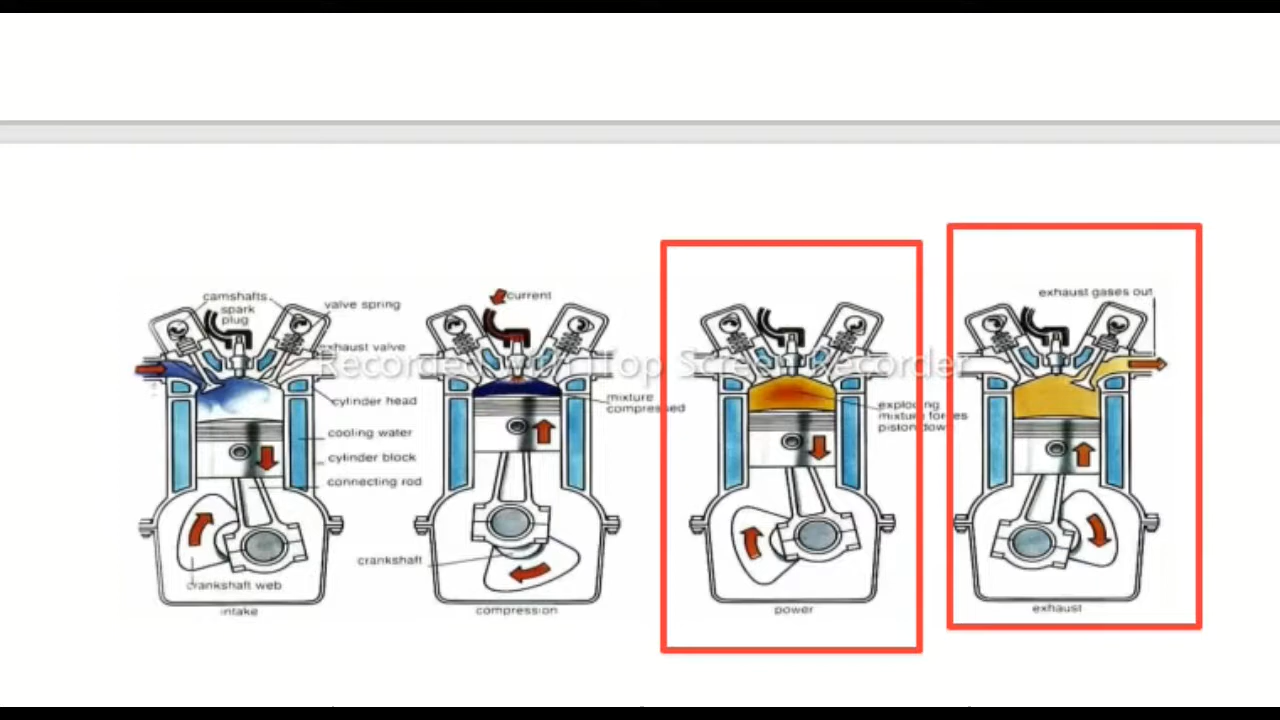 camshafts
spark
plug
valve spring
exhaust valve
cylinder head
cooling water
cylinder block
connecting rod
crankshaft web
intake
current
mixture
compressed
crankshaft
compression
exploding
mixture forces
piston down
power
exhaust gases out
exhaust
Recorded with Top Screen Recorder